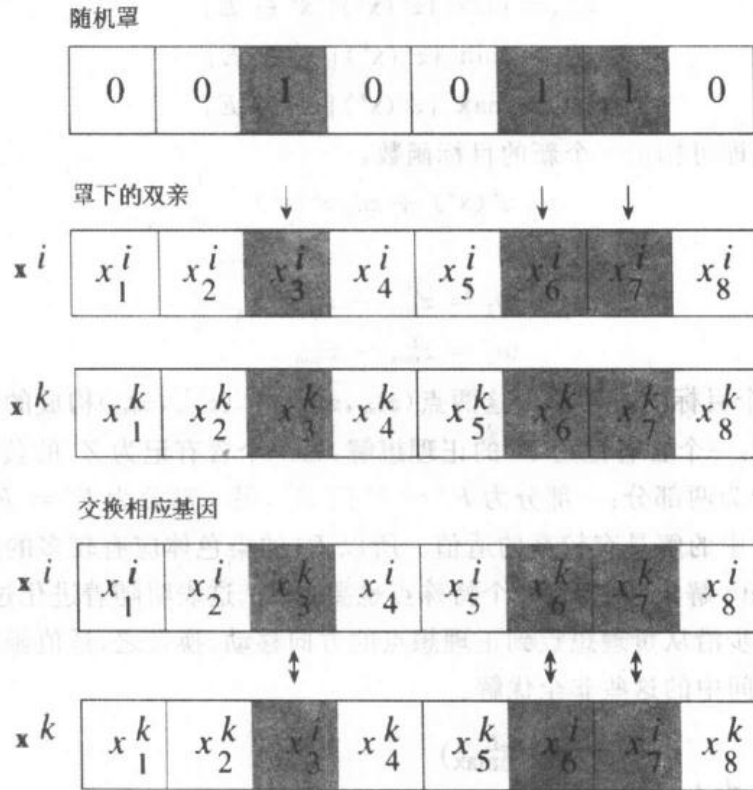 随机罩
0 0 1 0 0 1 1 0
罩下的双亲
x^i x_1^i x_2^i x_3^i x_4^i x_5^i x_6^i x_7^i x_8^i
x^k x_1^k x_2^k x_3^k x_4^k x_5^k x_6^k x_7^k x_8^k
交换相应基因
x^i x_1^i x_2^i x_3^k x_4^i x_5^i x_6^k x_7^k x_8^i
x^k x_1^k x_2^k x_3^i x_4^k x_5^k x_6^i x_7^i x_8^k